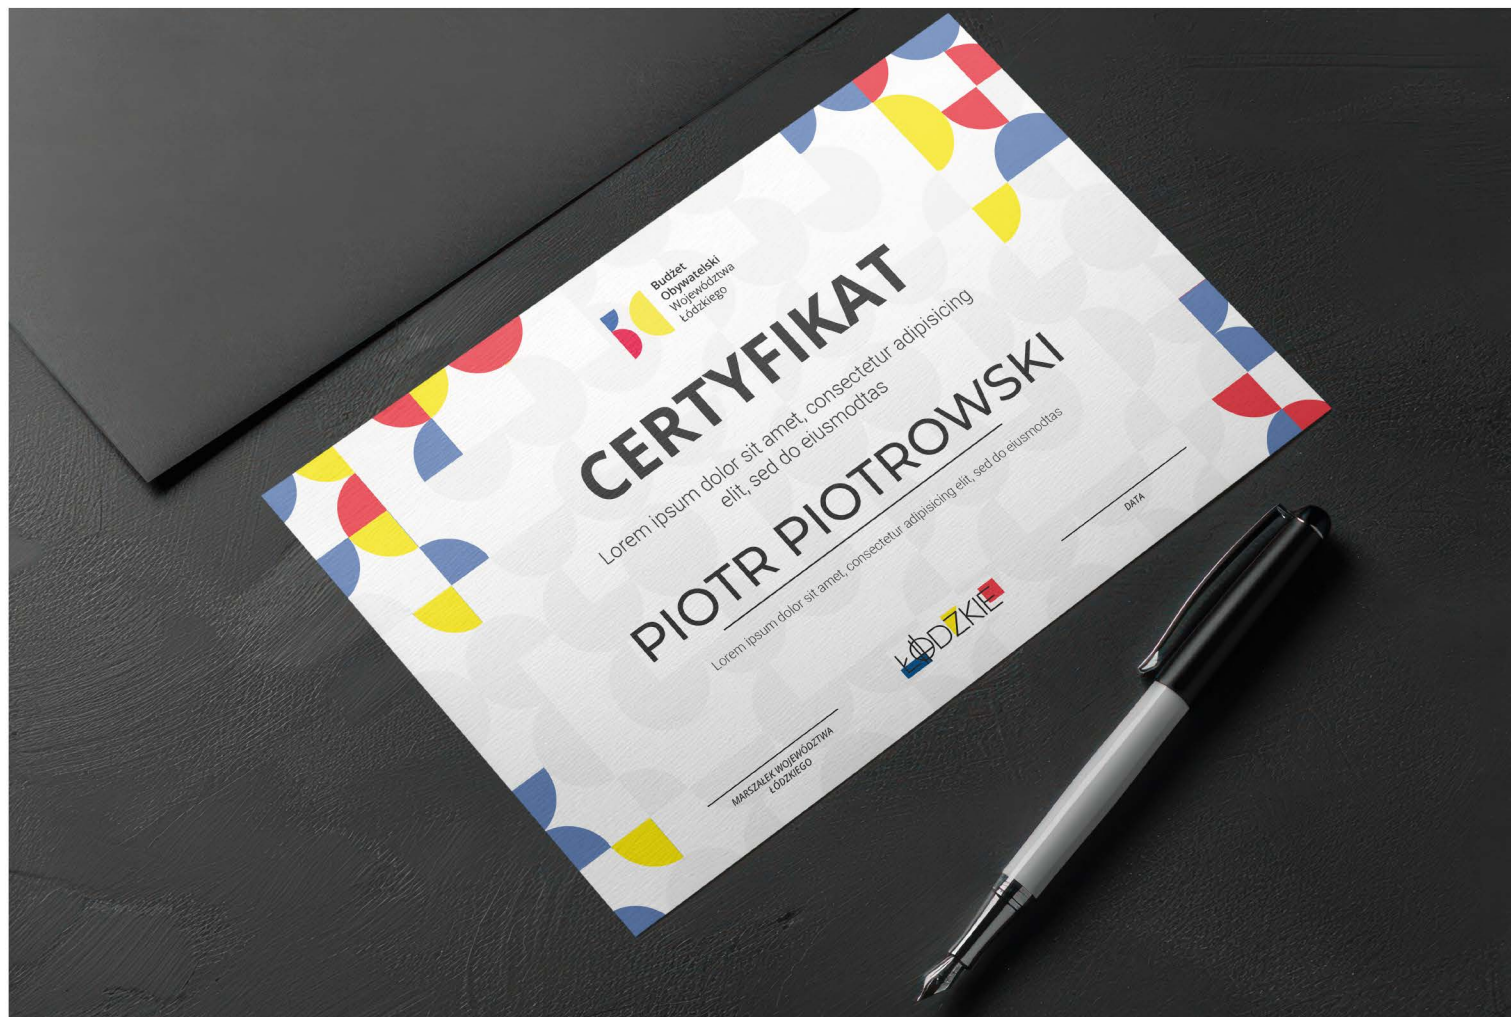 Budżet
Obywatelski
Województwa
Łódzkiego
CERTYFIKAT
Lorem ipsum dolor sit amet, consectetur adipisicing
elit, sed do eiusmodtas
PIOTR PIOTROWSKI
Lorem ipsum dolor sit amet, consectetur adipisicing elit, sed do eiusmodtas
DATA
ŁÓDZKIE
MARSZAŁEK WOJEWÓDZTWA
ŁÓDZKIEGO